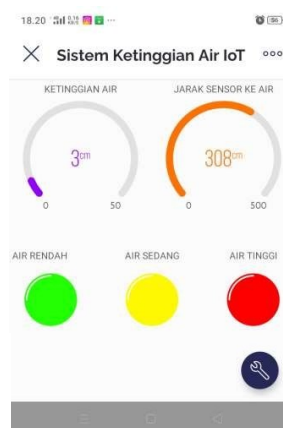 18.20
56
Sistem Ketinggian Air IoT
KETINGGIAN AIR JARAK SENSOR KE AIR
3cm 308cm
0 50 0 500
AIR RENDAH AIR SEDANG AIR TINGGI